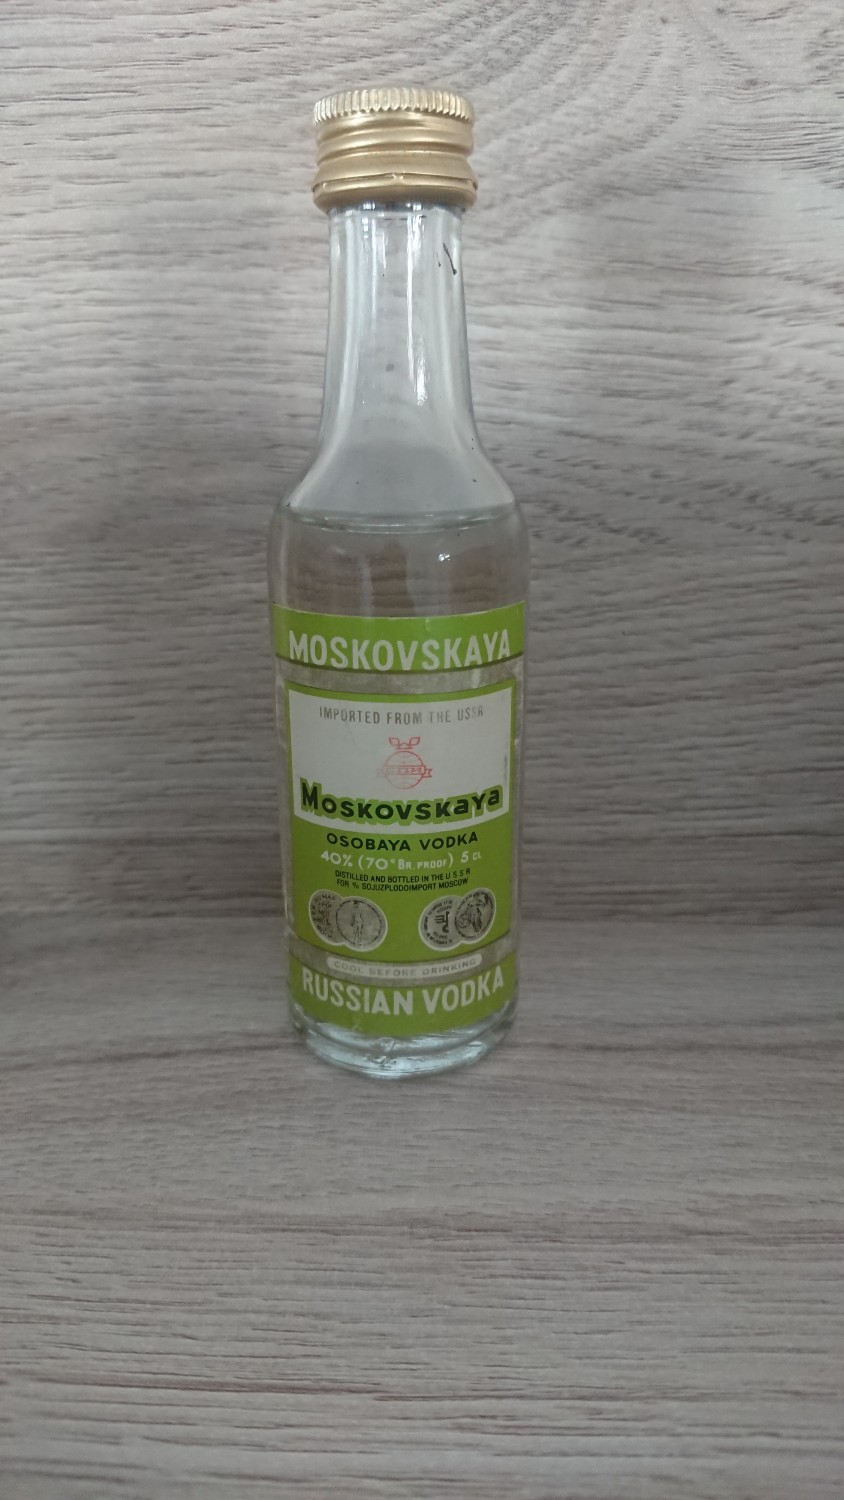 MOSKOVSKAYA
IMPORTED FROM THE USSR
Moskovskaya
OSOBAYA VODKA
40% (70° BR. PROOF) 5 CL
DISTILLED AND BOTTLED IN THE U S S R
FOR V/O SOJUZPLODOIMPORT MOSCOW
COOL BEFORE DRINKING
RUSSIAN VODKA